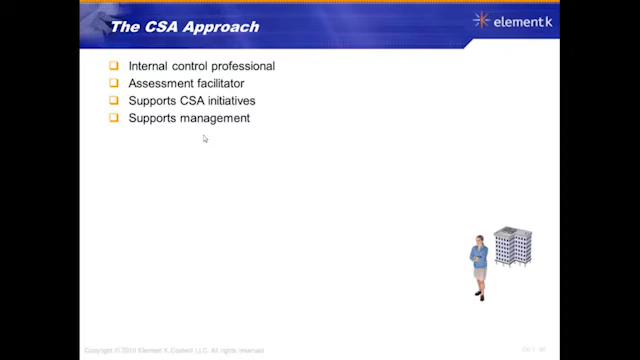 The CSA Approach
element k
Internal control professional
Assessment facilitator
Supports CSA initiatives
Supports management
Copyright © 2010 Element K Content LLC. All rights reserved.